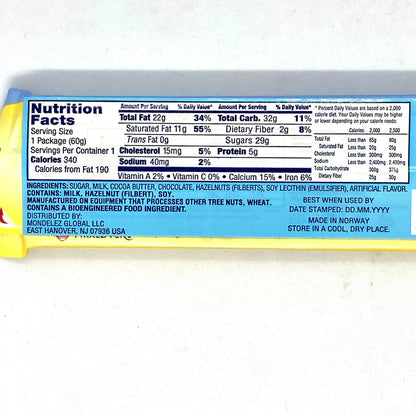 Nutrition
Facts
Serving Size
1 Package (60g)
Servings Per Container 1
Calories 340
Calories from Fat 190
Amount Per Serving % Daily Value*
Total Fat 22g 34%
Saturated Fat 11g 55%
Trans Fat 0g
Cholesterol 15mg 5%
Sodium 40mg 2%
Amount Per Serving % Daily Value*
Total Carb. 32g 11%
Dietary Fiber 2g 8%
Sugars 29g
Protein 5g
Vitamin A 2% • Vitamin C 0% • Calcium 15% • Iron 6%
* Percent Daily Values are based on a 2,000
calorie diet. Your Daily Values may be higher
or lower depending on your calorie needs:
Calories: 2,000 2,500
Total Fat Less than 65g 80g
Saturated Fat Less than 20g 25g
Cholesterol Less than 300mg 300mg
Sodium Less than 2,400mg 2,400mg
Total Carbohydrate 300g 375g
Dietary Fiber 25g 30g
INGREDIENTS: SUGAR, MILK, COCOA BUTTER, CHOCOLATE, HAZELNUTS (FILBERTS), SOY LECITHIN (EMULSIFIER), ARTIFICIAL FLAVOR.
CONTAINS: MILK, HAZELNUT (FILBERT), SOY.
MANUFACTURED ON EQUIPMENT THAT PROCESSES OTHER TREE NUTS, WHEAT.
CONTAINS A BIOENGINEERED FOOD INGREDIENT.
DISTRIBUTED BY:
MONDELEZ GLOBAL LLC
EAST HANOVER, NJ 07936 USA
BEST WHEN USED BY
DATE STAMPED: DD.MM.YYYY
MADE IN NORWAY
STORE IN A COOL, DRY PLACE.